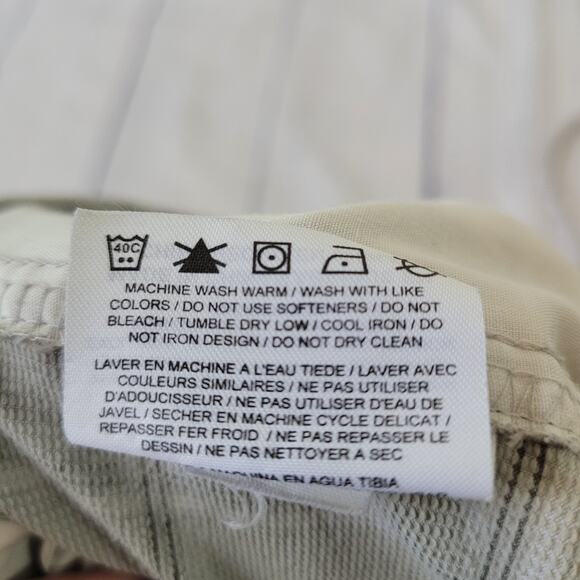 40C
MACHINE WASH WARM / WASH WITH LIKE
COLORS / DO NOT USE SOFTENERS / DO NOT
BLEACH / TUMBLE DRY LOW / COOL IRON / DO
NOT IRON DESIGN / DO NOT DRY CLEAN
LAVER EN MACHINE A L'EAU TIEDE / LAVER AVEC
COULEURS SIMILAIRES / NE PAS UTILISER
D'ADOUCISSEUR / NE PAS UTILISER D'EAU DE
JAVEL / SECHER EN MACHINE CYCLE DELICAT /
REPASSER FER FROID / NE PAS REPASSER LE
DESSIN / NE PAS NETTOYER A SEC
MAQUINA EN AGUA TIBIA